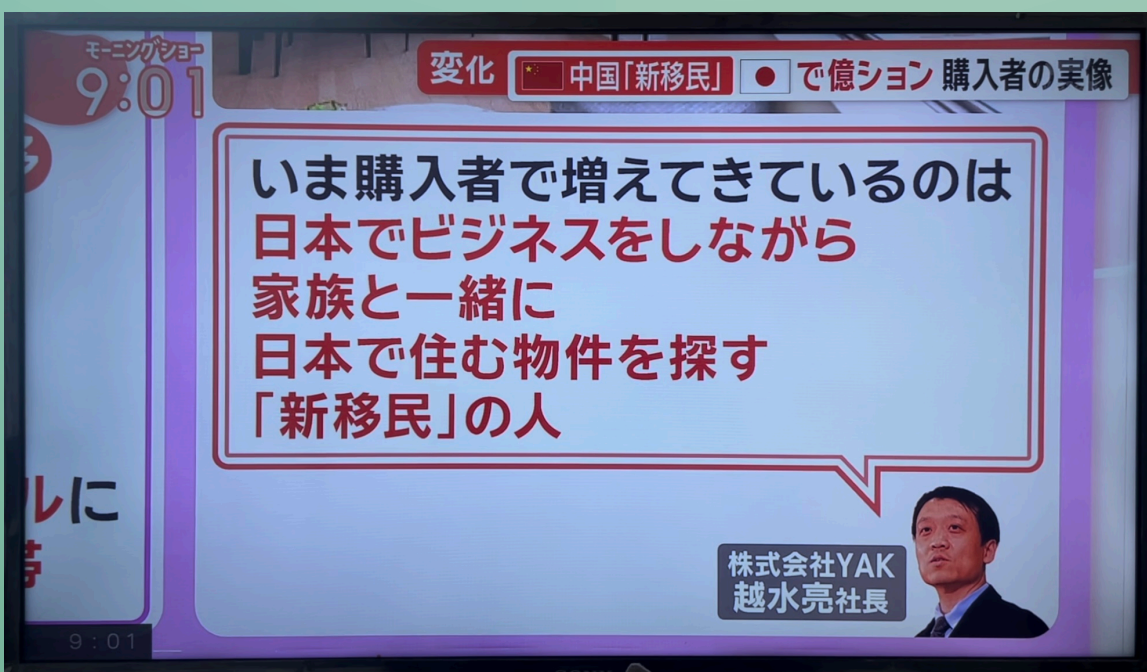 モーニングショー
9:01
変化 中国「新移民」 で億ション 購入者の実像
いま購入者で増えてきているのは
日本でビジネスをしながら
家族と一緒に
日本で住む物件を探す
「新移民」の人
ルに
株式会社YAK
越水亮社長
9:01